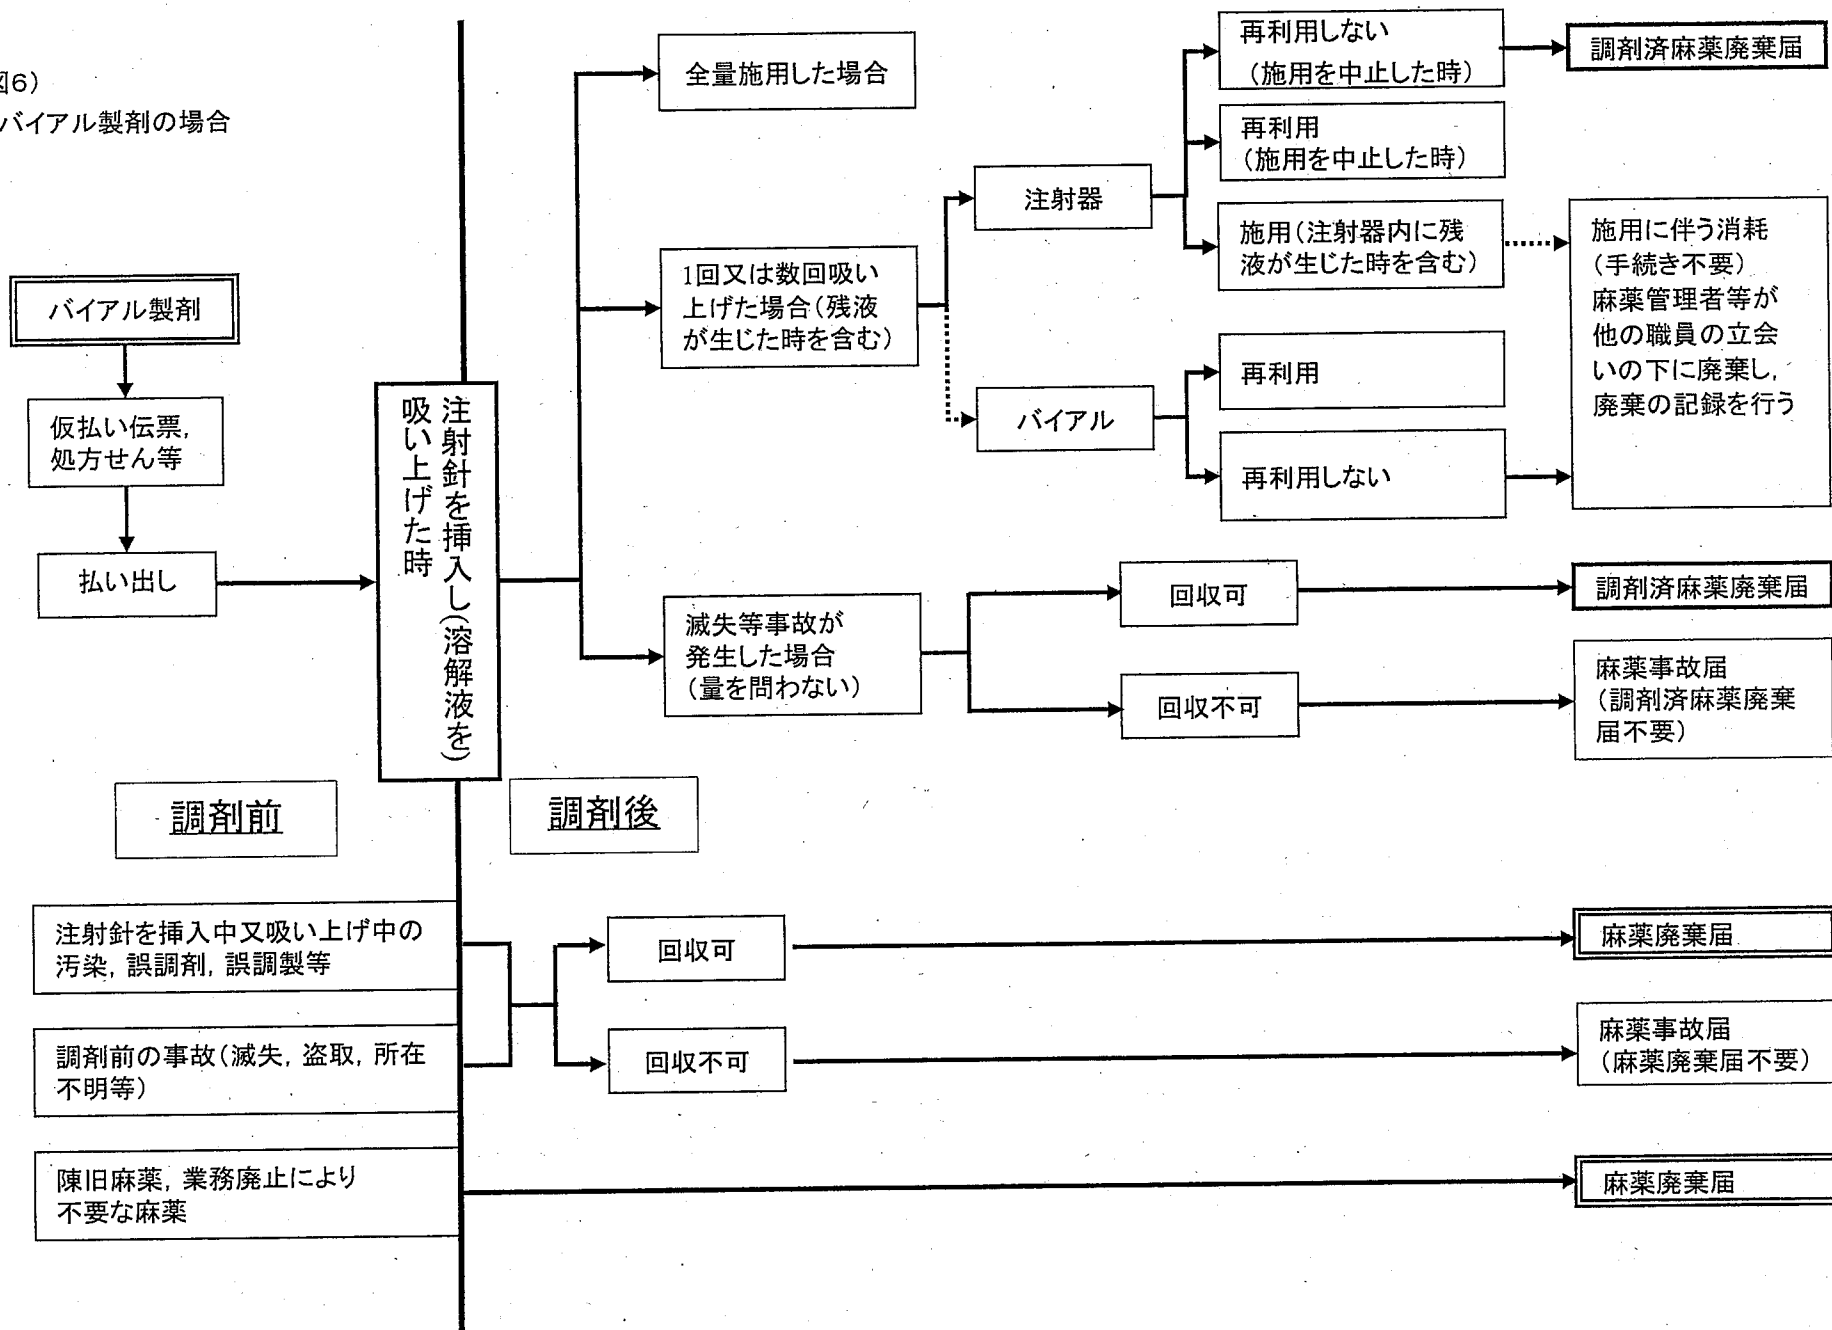 図6)
バイアル製剤の場合
バイアル製剤
仮払い伝票,
処方せん等
払い出し
注射針を挿入し(溶解液を)
吸い上げた時
全量施用した場合
1回又は数回吸い
上げた場合(残液
が生じた時を含む)
滅失等事故が
発生した場合
(量を問わない)
注射器
バイアル
再利用しない
(施用を中止した時)
再利用
(施用を中止した時)
施用(注射器内に残
液が生じた時を含む)
再利用
再利用しない
調剤済麻薬廃棄届
施用に伴う消耗
(手続き不要)
麻薬管理者等が
他の職員の立会
いの下に廃棄し,
廃棄の記録を行う
回収可
回収不可
調剤済麻薬廃棄届
麻薬事故届
(調剤済麻薬廃棄
届不要)
調剤前
調剤後
注射針を挿入中又吸い上げ中の
汚染, 誤調剤, 誤調製等
調剤前の事故(滅失, 盗取, 所在
不明等)
回収可
回収不可
麻薬廃棄届
麻薬事故届
(麻薬廃棄届不要)
陳旧麻薬, 業務廃止により
不要な麻薬
麻薬廃棄届